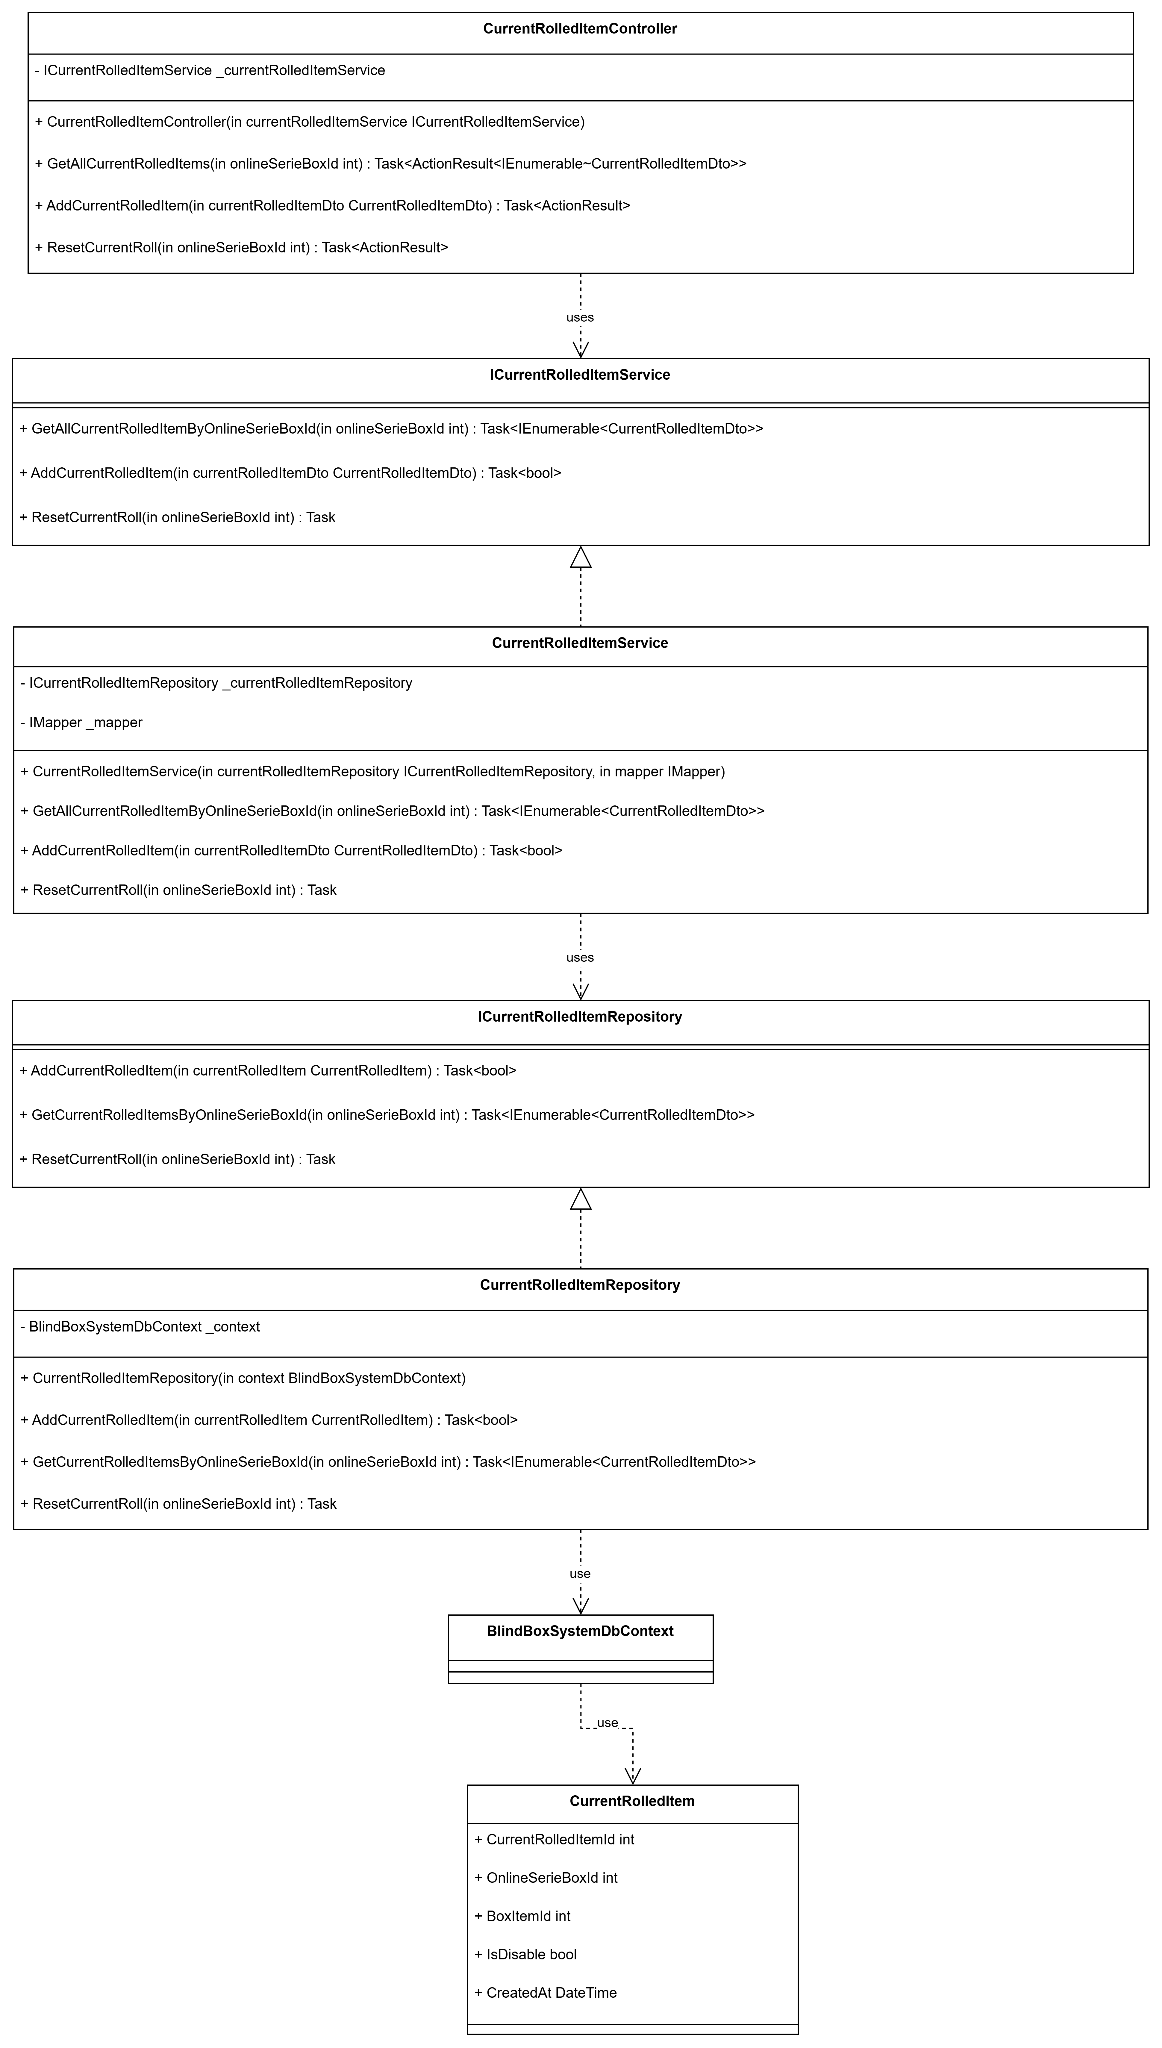 CurrentRolledItemController
- ICurrentRolledItemService _currentRolledItemService
+ CurrentRolledItemController(in currentRolledItemService ICurrentRolledItemService)
+ GetAllCurrentRolledItems(in onlineSerieBoxId int) : Task<ActionResult<IEnumerable~CurrentRolledItemDto>>
+ AddCurrentRolledItem(in currentRolledItemDto CurrentRolledItemDto) : Task<ActionResult>
+ ResetCurrentRoll(in onlineSerieBoxId int) : Task<ActionResult>
uses
ICurrentRolledItemService
+ GetAllCurrentRolledItemByOnlineSerieBoxId(in onlineSerieBoxId int) : Task<IEnumerable<CurrentRolledItemDto>>
+ AddCurrentRolledItem(in currentRolledItemDto CurrentRolledItemDto) : Task<bool>
+ ResetCurrentRoll(in onlineSerieBoxId int) : Task
CurrentRolledItemService
- ICurrentRolledItemRepository _currentRolledItemRepository
- IMapper _mapper
+ CurrentRolledItemService(in currentRolledItemRepository ICurrentRolledItemRepository, in mapper IMapper)
+ GetAllCurrentRolledItemByOnlineSerieBoxId(in onlineSerieBoxId int) : Task<IEnumerable<CurrentRolledItemDto>>
+ AddCurrentRolledItem(in currentRolledItemDto CurrentRolledItemDto) : Task<bool>
+ ResetCurrentRoll(in onlineSerieBoxId int) : Task
uses
ICurrentRolledItemRepository
+ AddCurrentRolledItem(in currentRolledItem CurrentRolledItem) : Task<bool>
+ GetCurrentRolledItemsByOnlineSerieBoxId(in onlineSerieBoxId int) : Task<IEnumerable<CurrentRolledItemDto>>
+ ResetCurrentRoll(in onlineSerieBoxId int) : Task
CurrentRolledItemRepository
- BlindBoxSystemDbContext _context
+ CurrentRolledItemRepository(in context BlindBoxSystemDbContext)
+ AddCurrentRolledItem(in currentRolledItem CurrentRolledItem) : Task<bool>
+ GetCurrentRolledItemsByOnlineSerieBoxId(in onlineSerieBoxId int) : Task<IEnumerable<CurrentRolledItemDto>>
+ ResetCurrentRoll(in onlineSerieBoxId int) : Task
use
BlindBoxSystemDbContext
use
CurrentRolledItem
+ CurrentRolledItemId int
+ OnlineSerieBoxId int
+ BoxItemId int
+ IsDisable bool
+ CreatedAt DateTime